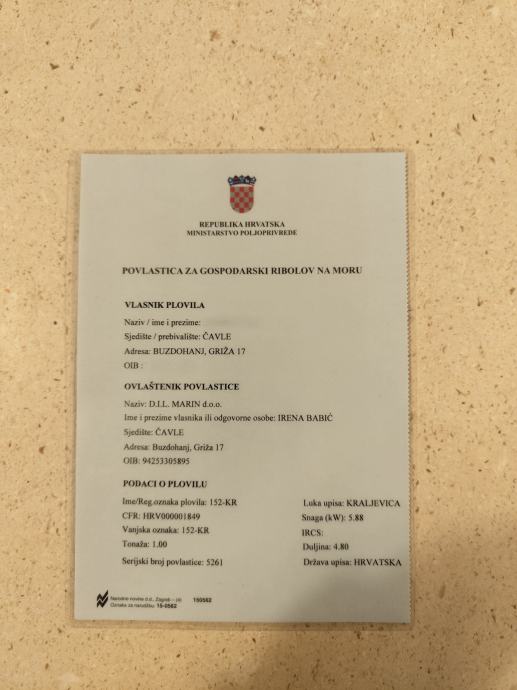 REPUBLIKA HRVATSKA
MINISTARSTVO POLJOPRIVREDE
POVLASTICA ZA GOSPODARSKI RIBOLOV NA MORU
VLASNIK PLOVILA
Naziv / ime i prezime:
Sjedište / prebivalište: ČAVLE
Adresa: BUZDOHANJ, GRIŽA 17
OIB :
OVLAŠTENIK POVLASTICE
Naziv: D.I.L. MARIN d.o.o.
Ime i prezime vlasnika ili odgovorne osobe: IRENA BABIĆ
Sjedište: ČAVLE
Adresa: Buzdohanj, Griža 17
OIB: 94253305895
PODACI O PLOVILU
Ime/Reg.oznaka plovila: 152-KR Luka upisa: KRALJEVICA
CFR: HRV000001849 Snaga (kW): 5.88
Vanjska oznaka: 152-KR IRCS:
Tonaža: 1.00 Duljina: 4.80
Serijski broj povlastice: 5261 Država upisa: HRVATSKA
Narodne novine d.d., Zagreb — 150562
Oznaka za narudžbu: 15-0562